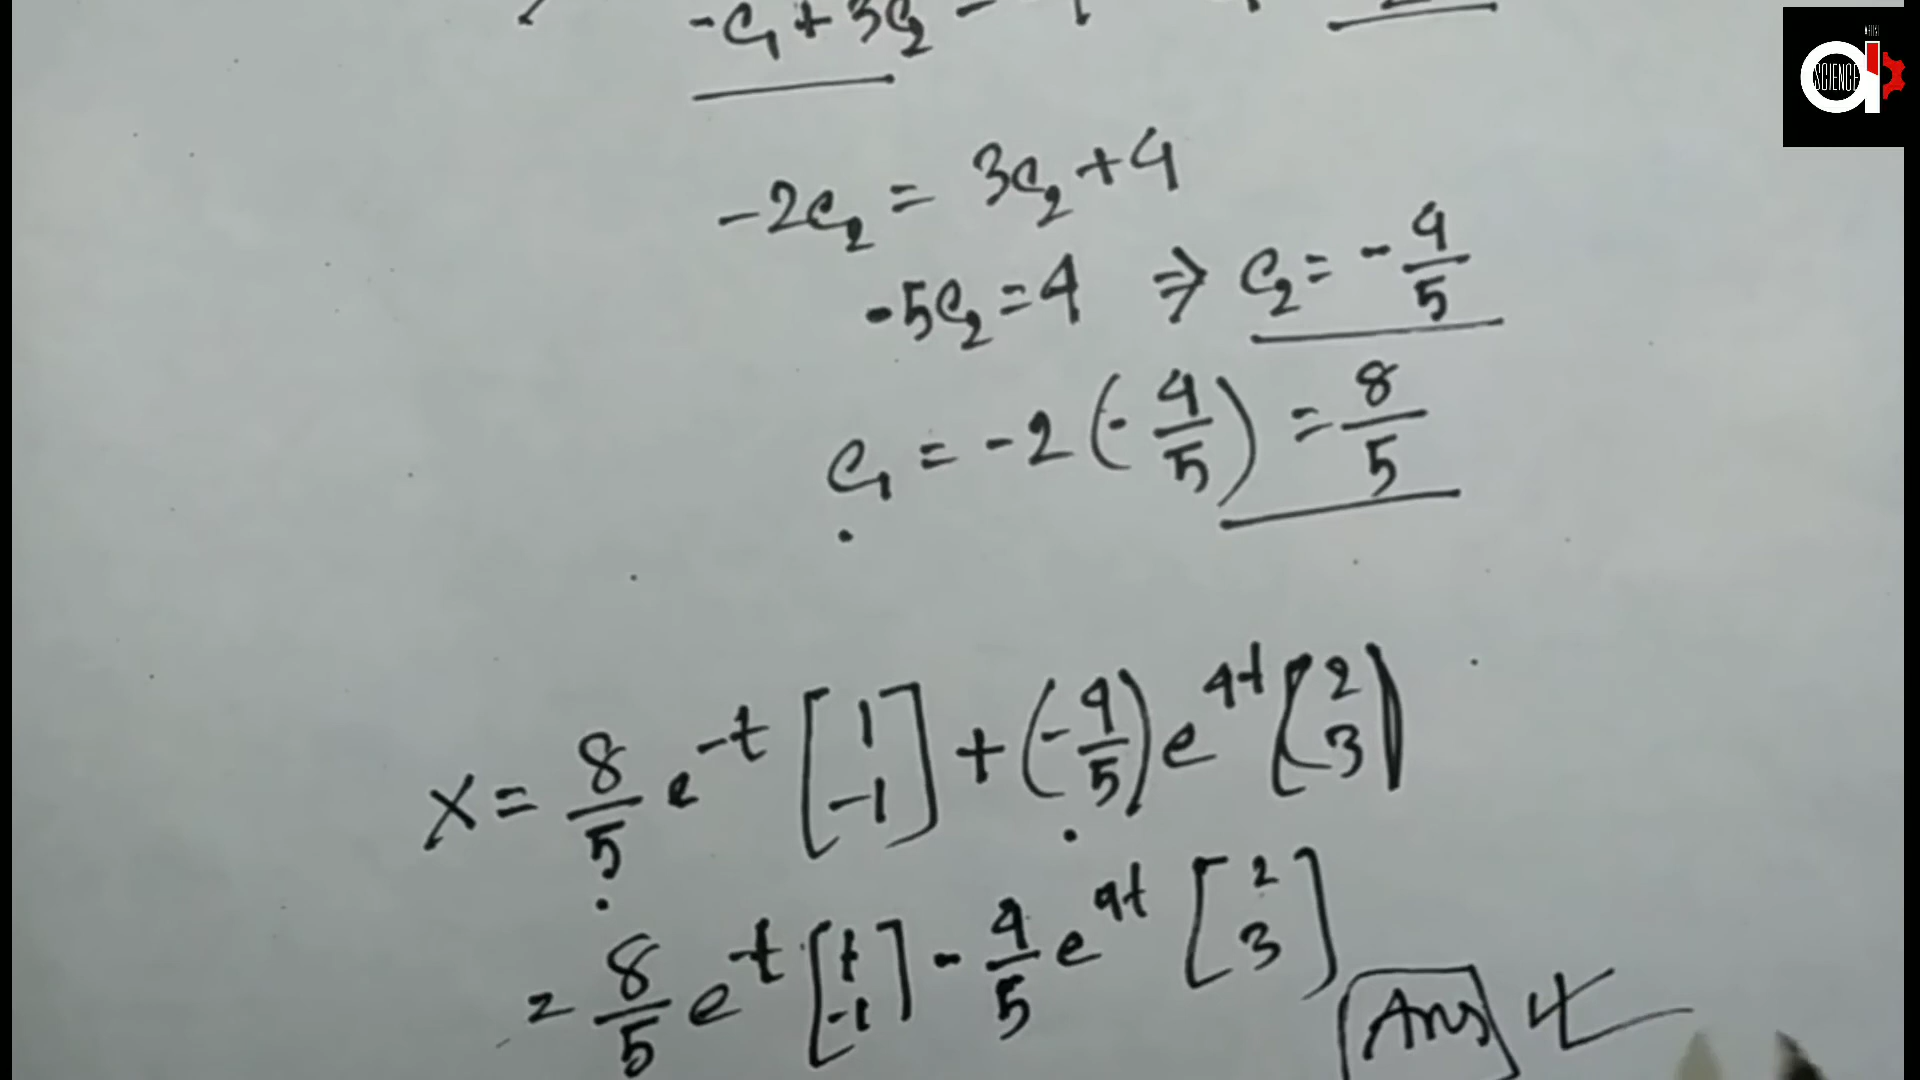 -c₁ + 3c₂
-2c₂ = 3c₂ + 4
-5c₂ = 4 ⇒ c₂ = -4/5
c₁ = -2(-4/5) = 8/5
X = 8/5 e^-t [1 -1] + (-4/5) e^4t [2 3]
= 8/5 e^-t [1 -1] - 4/5 e^4t [2 3]
Ans
SCIENCE